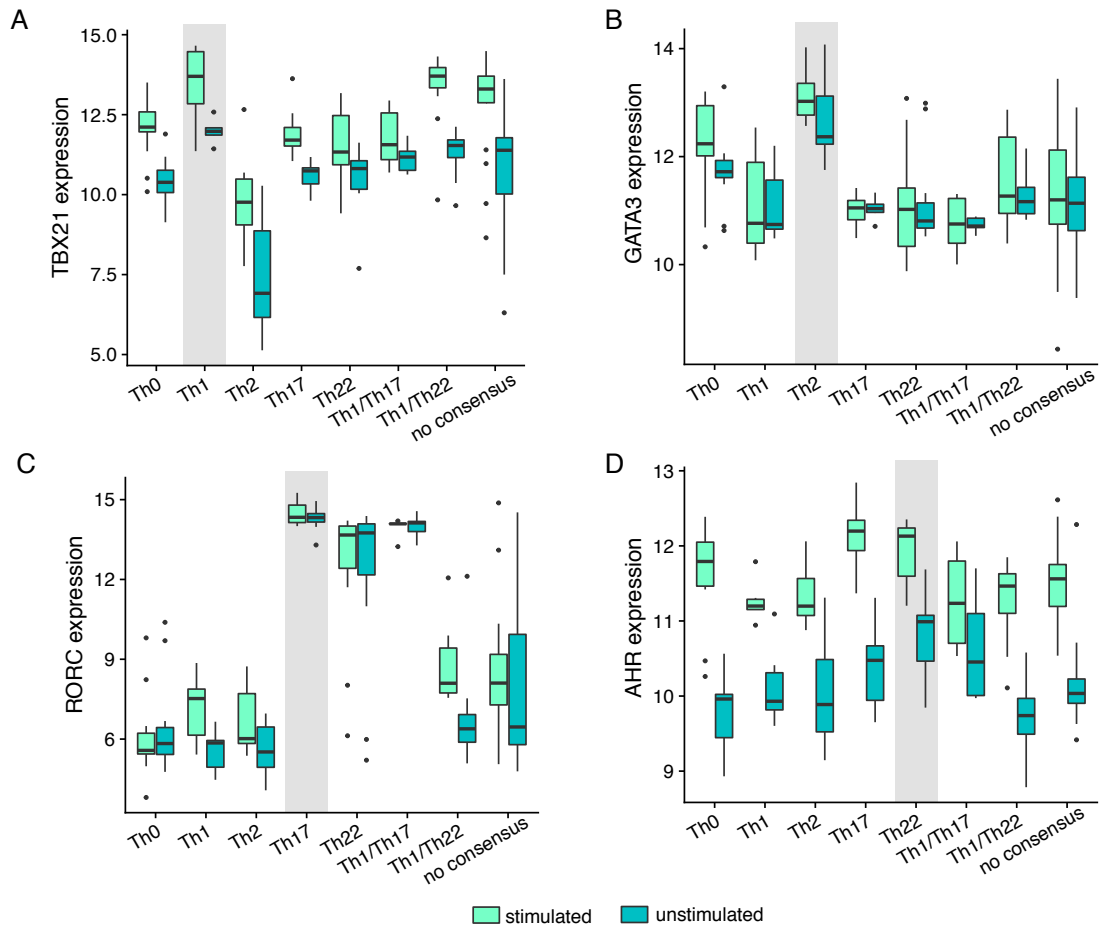 A
TBX21 expression
15.0
12.5
10.0
7.5
5.0
Th0
Th1
Th2
Th17
Th22
Th1/Th17
Th1/Th22
no consensus
B
GATA3 expression
14
12
10
Th0
Th1
Th2
Th17
Th22
Th1/Th17
Th1/Th22
no consensus
C
RORC expression
15
12
9
6
Th0
Th1
Th2
Th17
Th22
Th1/Th17
Th1/Th22
no consensus
D
AHR expression
13
12
11
10
9
Th0
Th1
Th2
Th17
Th22
Th1/Th17
Th1/Th22
no consensus
stimulated
unstimulated